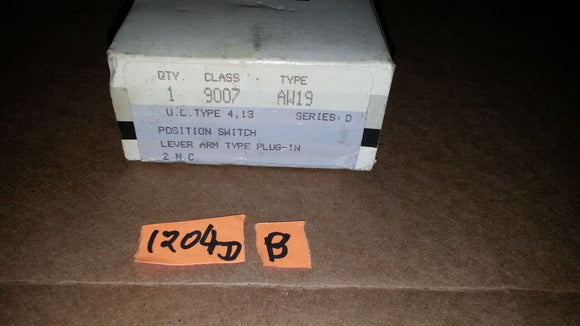 QTY. CLASS TYPE
1 9007 AW19
U.L.TYPE 4,13 SERIES: D
POSITION SWITCH
LEVER ARM TYPE PLUG-IN
2 N.C.
1204D B